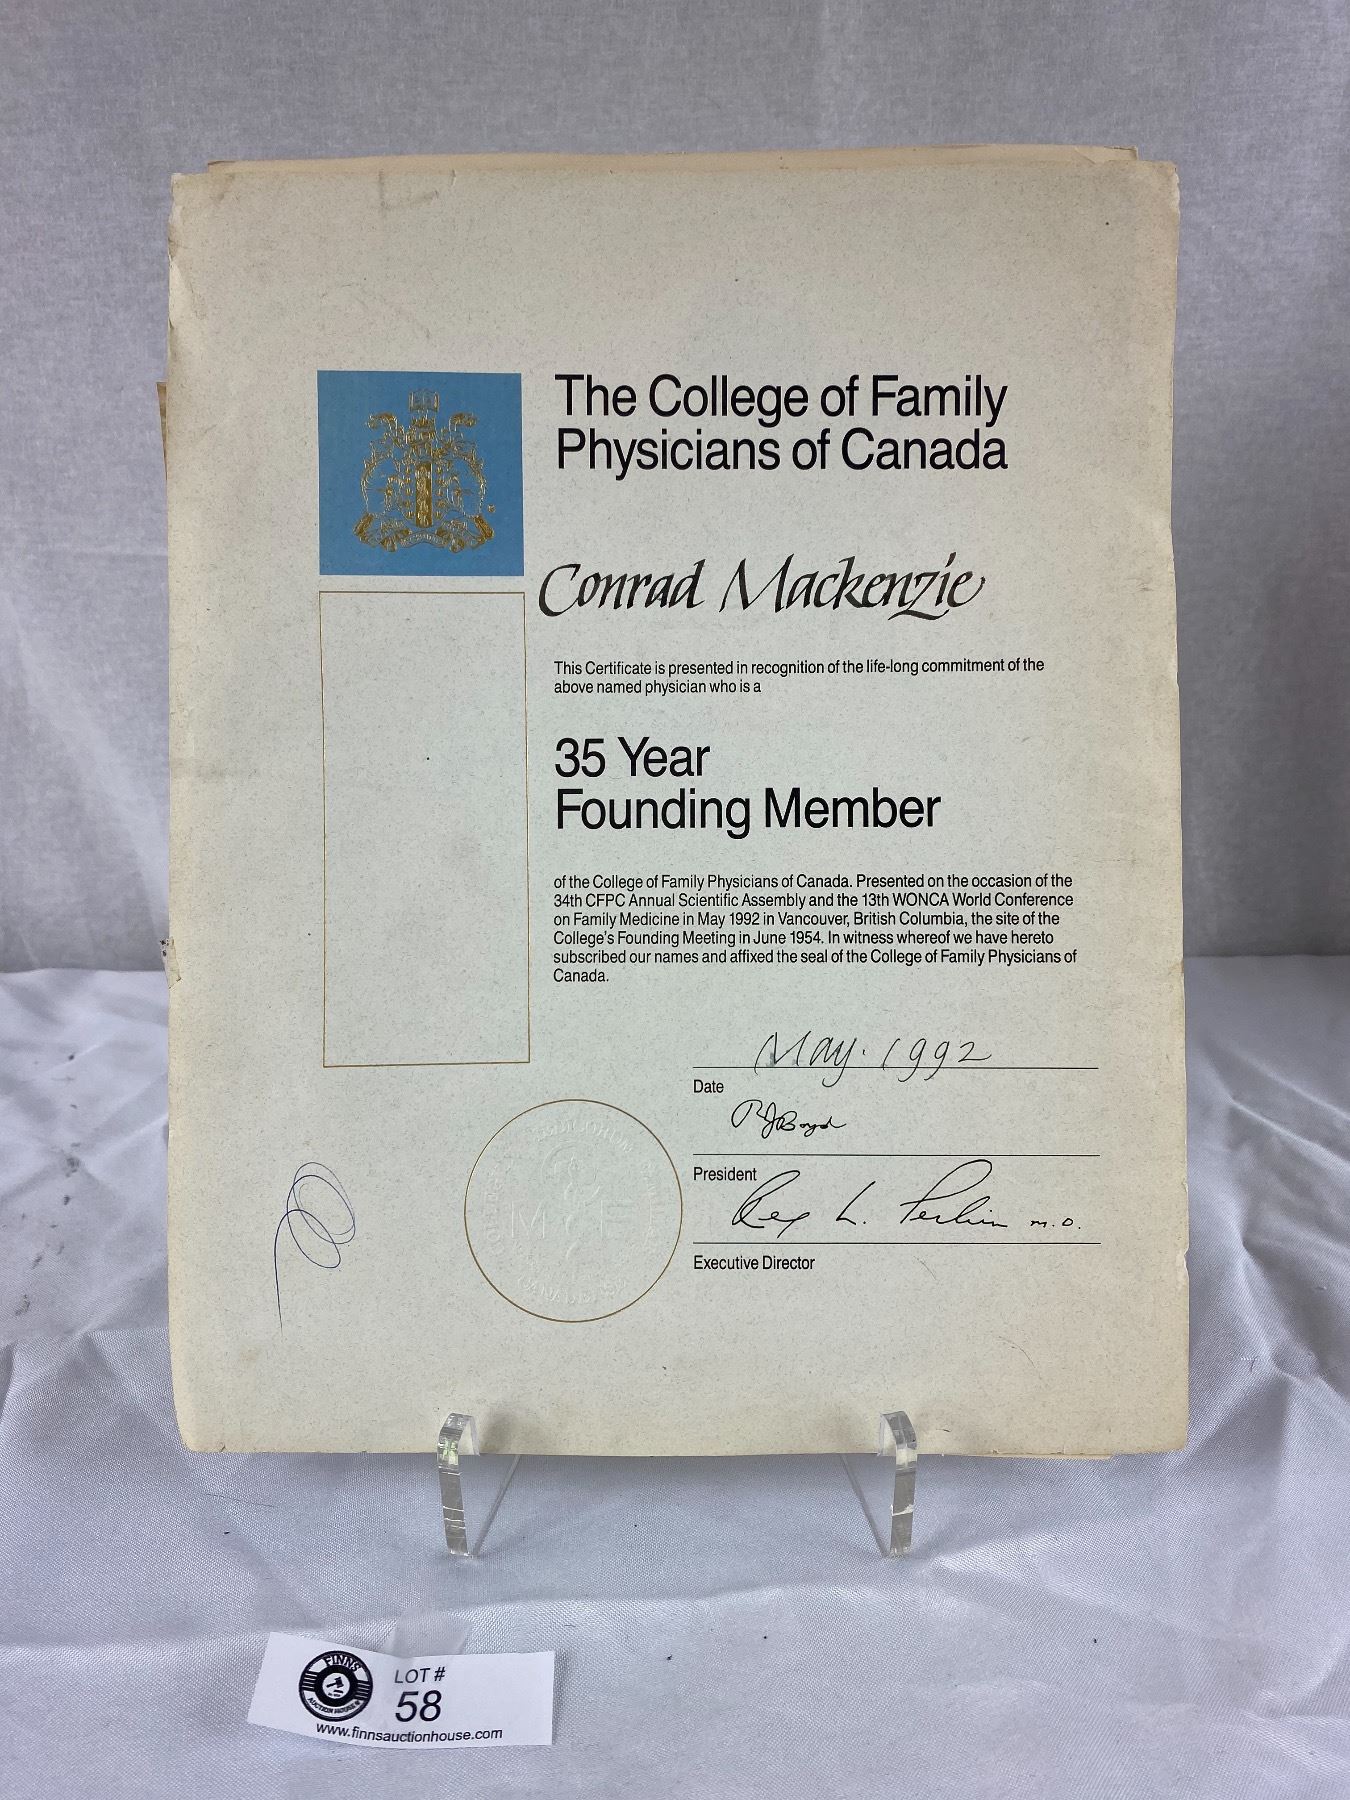 The College of Family
Physicians of Canada
Conrad Mackenzie
This Certificate is presented in recognition of the life-long commitment of the
above named physician who is a
35 Year
Founding Member
of the College of Family Physicians of Canada. Presented on the occasion of the
34th CFPC Annual Scientific Assembly and the 13th WONCA World Conference
on Family Medicine in May 1992 in Vancouver, British Columbia, the site of the
College's Founding Meeting in June 1954. In witness whereof we have hereto
subscribed our names and affixed the seal of the College of Family Physicians of
Canada.
May. 1992
Date
RJBoyd
President
Rex L. Perkin M.D.
Executive Director
FINNS
AUCTION HOUSE
LOT #
58
www.finnsauctionhouse.com